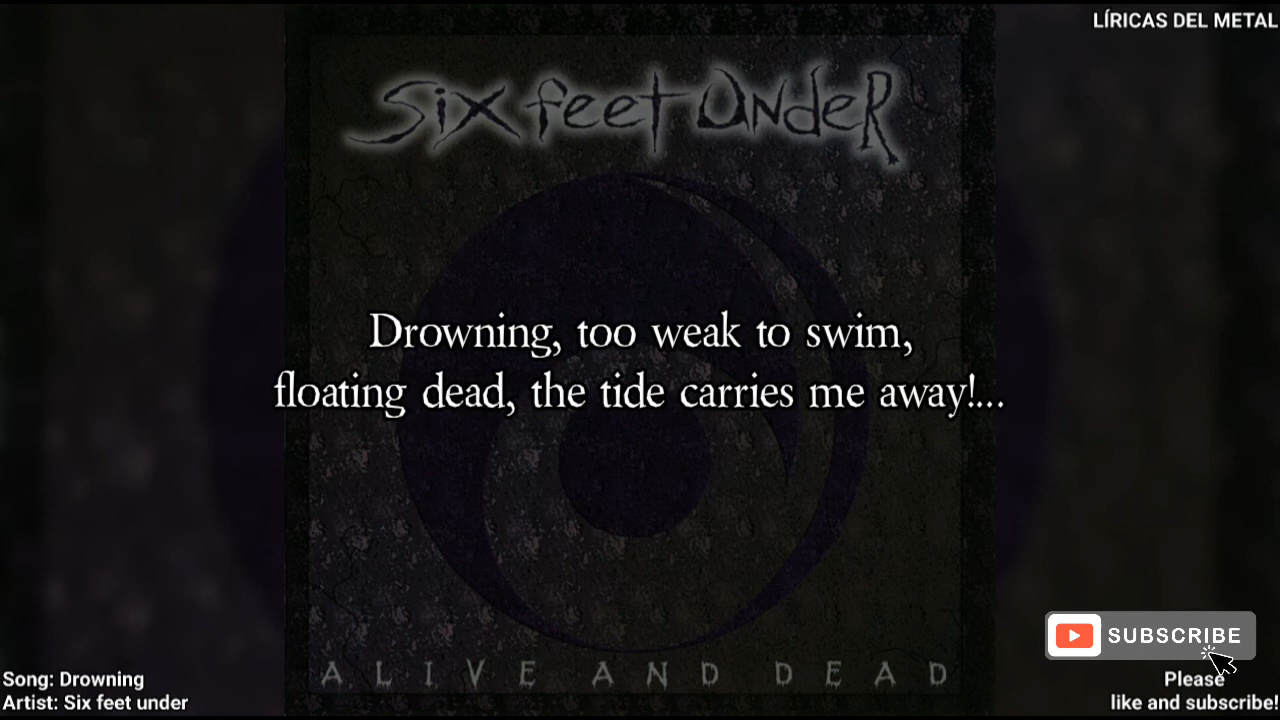 LÍRICAS DEL METAL
Six feet Under
Drowning, too weak to swim,
floating dead, the tide carries me away!...
SUBSCRIBE
ALIVE AND DEAD
Song: Drowning
Artist: Six feet under
Please
like and subscribe!